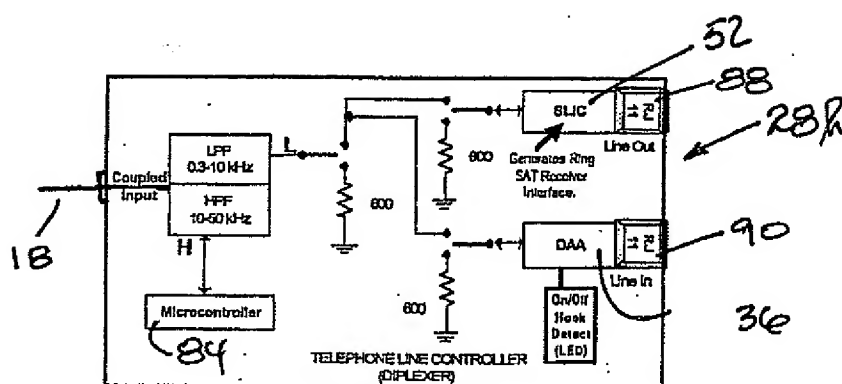 52
88
28h
SLIC
RJ
11
LPF
0.3-10 kHz
L
Line Out
Coupled
Input
600
Generates Ring
SAT Receiver
Interface.
HPF
10-50 kHz
600
18
H
DAA
RJ
11
90
Line In
Microcontroller
84
600
On/Off
Hook
Detect
(LED)
36
TELEPHONE LINE CONTROLLER
(DIPLEXER)